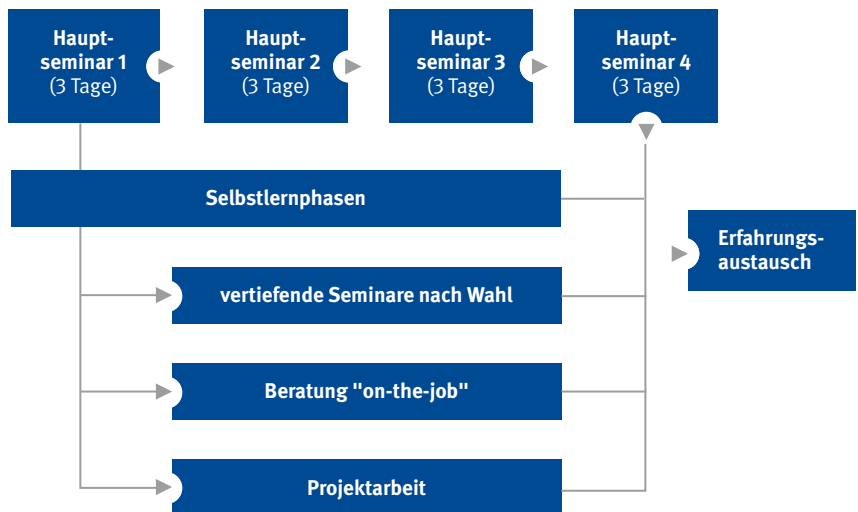 Haupt-
seminar 1
(3 Tage)
Haupt-
seminar 2
(3 Tage)
Haupt-
seminar 3
(3 Tage)
Haupt-
seminar 4
(3 Tage)
Selbstlernphasen
Erfahrungs-
austausch
vertiefende Seminare nach Wahl
Beratung "on-the-job"
Projektarbeit